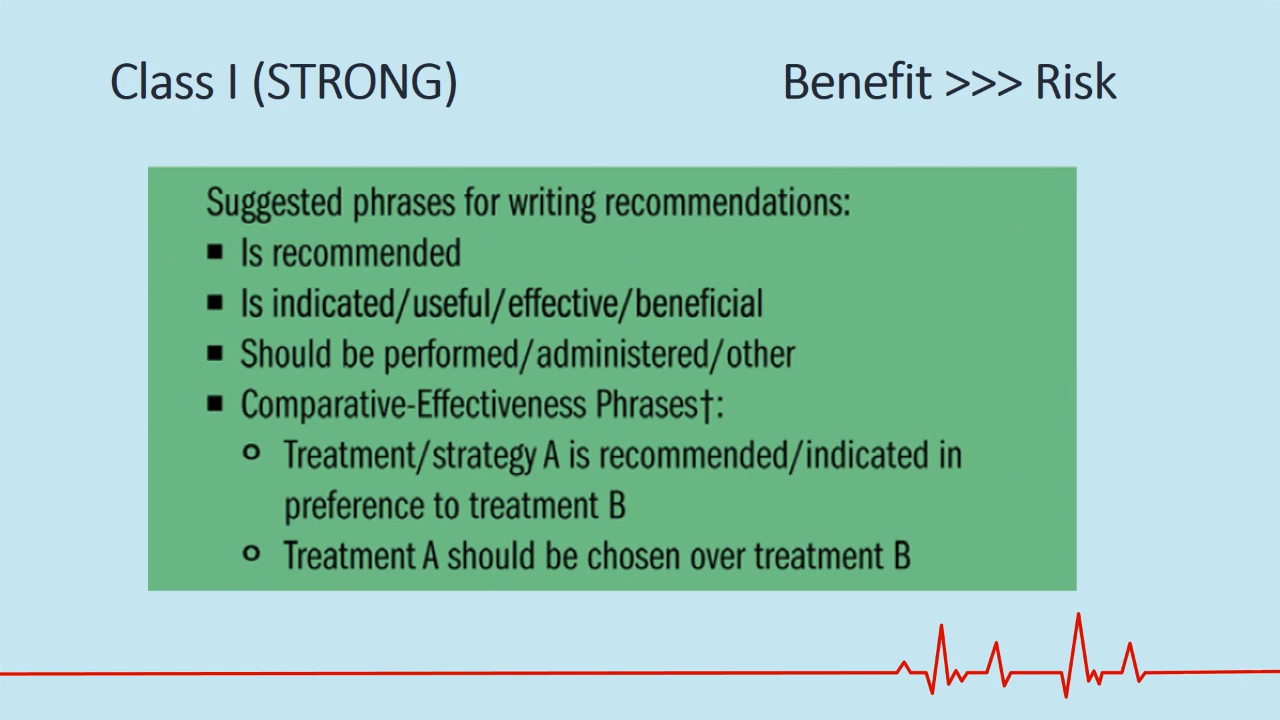 Class I (STRONG) Benefit >>> Risk
Suggested phrases for writing recommendations:
■ Is recommended
■ Is indicated/useful/effective/beneficial
■ Should be performed/administered/other
■ Comparative-Effectiveness Phrases†:
○ Treatment/strategy A is recommended/indicated in
preference to treatment B
○ Treatment A should be chosen over treatment B